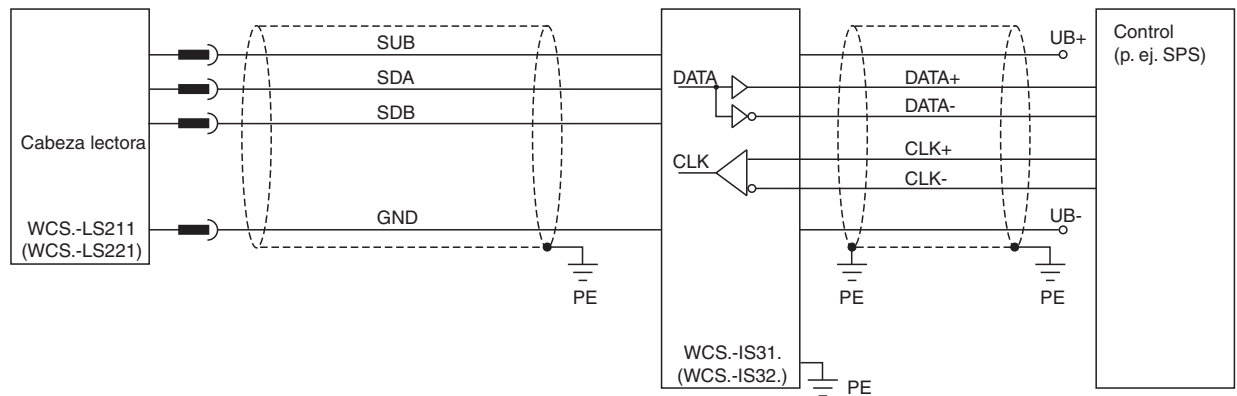 Cabeza lectora
WCS.-LS211
(WCS.-LS221)
SUB
SDA
SDB
GND
PE
DATA
CLK
WCS.-IS31.
(WCS.-IS32.)
PE
UB+
DATA+
DATA-
CLK+
CLK-
UB-
PE
PE
Control
(p. ej. SPS)